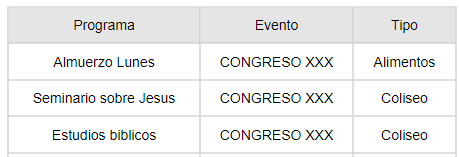 Programa Evento Tipo
Almuerzo Lunes CONGRESO XXX Alimentos
Seminario sobre Jesus CONGRESO XXX Coliseo
Estudios biblicos CONGRESO XXX Coliseo